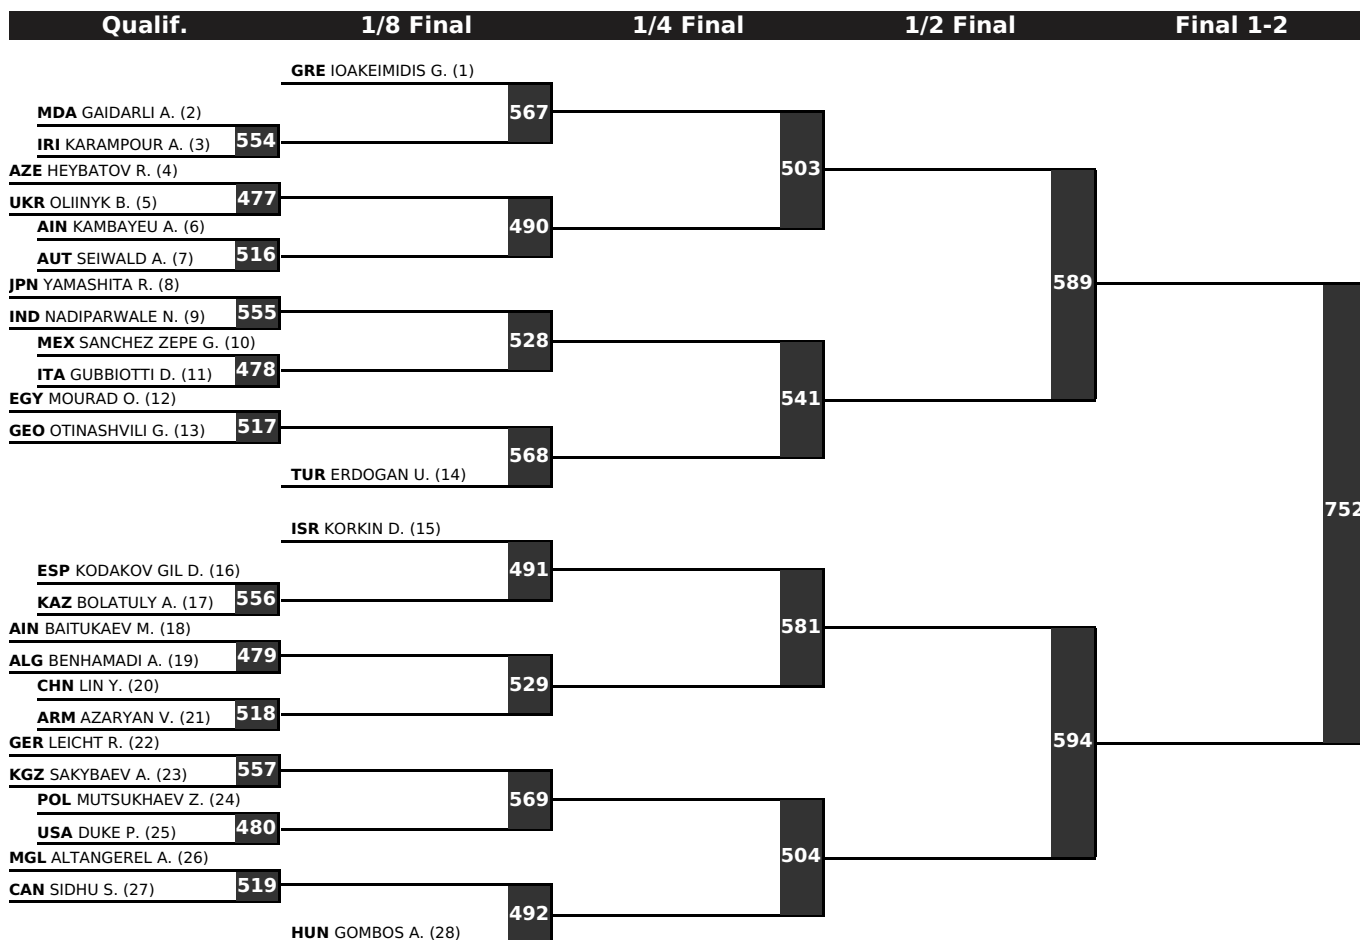 Qualif. 1/8 Final 1/4 Final 1/2 Final Final 1-2
GRE IOAKEIMIDIS G. (1)
567
MDA GAIDARLI A. (2)
554
IRI KARAMPOUR A. (3)
503
AZE HEYBATOV R. (4)
477
UKR OLIINYK B. (5)
490
AIN KAMBAYEU A. (6)
516
AUT SEIWALD A. (7)
589
JPN YAMASHITA R. (8)
555
IND NADIPARWALE N. (9)
528
MEX SANCHEZ ZEPE G. (10)
478
ITA GUBBIOTTI D. (11)
541
EGY MOURAD O. (12)
517
GEO OTINASHVILI G. (13)
568
TUR ERDOGAN U. (14)
752
ISR KORKIN D. (15)
491
ESP KODAKOV GIL D. (16)
556
KAZ BOLATULY A. (17)
581
AIN BAITUKAEV M. (18)
479
ALG BENHAMADI A. (19)
529
CHN LIN Y. (20)
518
ARM AZARYAN V. (21)
594
GER LEICHT R. (22)
557
KGZ SAKYBAEV A. (23)
569
POL MUTSUKHAEV Z. (24)
480
USA DUKE P. (25)
504
MGL ALTANGEREL A. (26)
519
CAN SIDHU S. (27)
492
HUN GOMBOS A. (28)